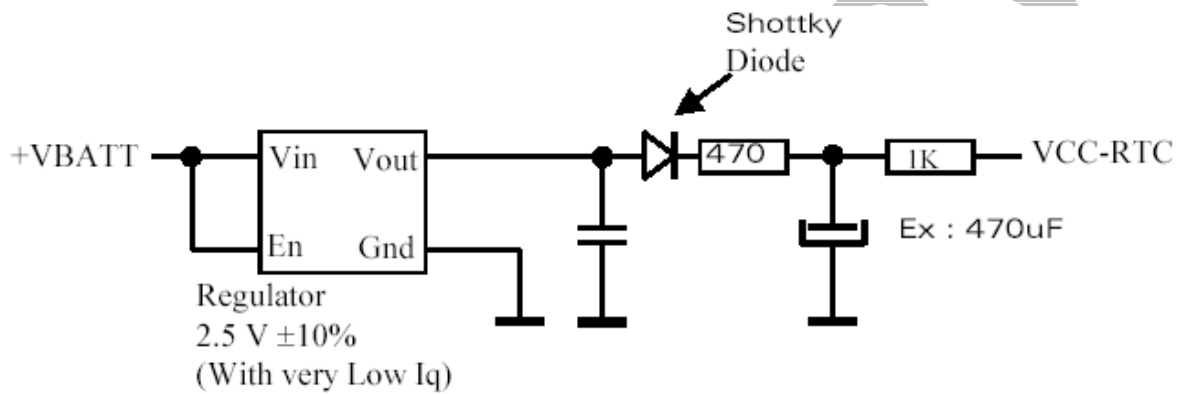 Shottky
Diode
+VBATT
Vin
Vout
470
1K
VCC-RTC
En
Gnd
Ex : 470uF
Regulator
2.5 V ±10%
(With very Low Iq)